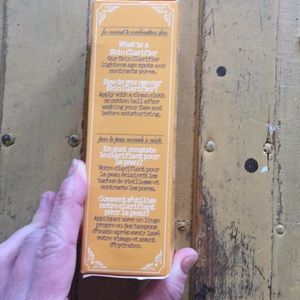 for normal to combination skin
What is a
Skin Clarifier
Our Skin Clarifier
lightens age spots and
contracts pores.
How do you use our
Skin Clarifier?
Apply with a clean cloth
or cotton ball after
washing your face and
before moisturizing.
pour la peau normale à mixte
En quoi consiste
le clarifiant pour
la peau?
Notre clarifiant pour
la peau éclaircit les
taches de vieillesse et
contracte les pores.
Comment s'utilise
notre clarifiant
pour la peau?
Appliquer avec un linge
propre ou des tampons
d'ouate après avoir lavé
votre visage et avant
d'hydrater.